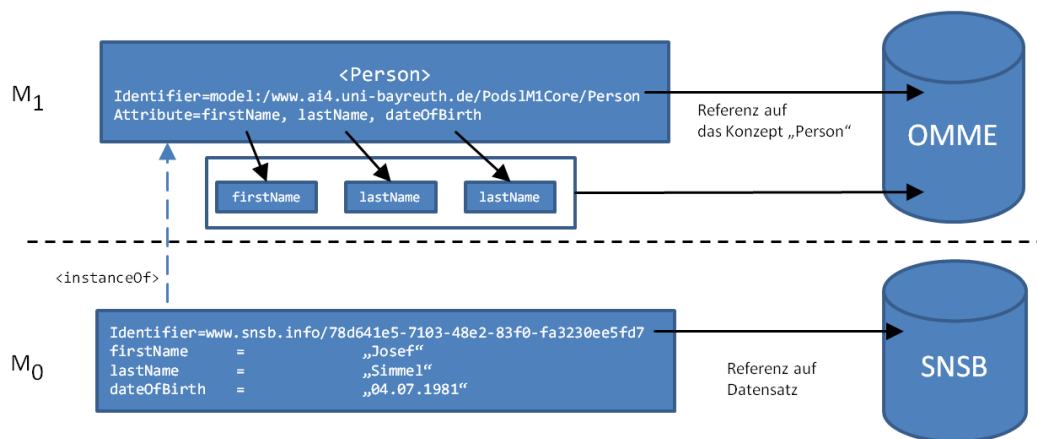 M1
<Person>
Identifier=model:/www.ai4.uni-bayreuth.de/PodslM1Core/Person
Attribute=firstName, lastName, dateOfBirth
Referenz auf
das Konzept „Person“
OMME
firstName
lastName
lastName
<instanceOf>
M0
Identifier=www.snsb.info/78d641e5-7103-48e2-83f0-fa3230ee5fd7
firstName = „Josef“
lastName = „Simmel“
dateOfBirth = „04.07.1981“
Referenz auf
Datensatz
SNSB